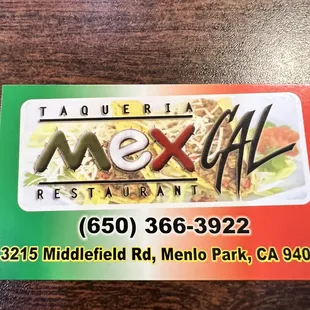 TAQUERIA
MexCAL
RESTAURANT
(650) 366-3922
3215 Middlefield Rd, Menlo Park, CA 940